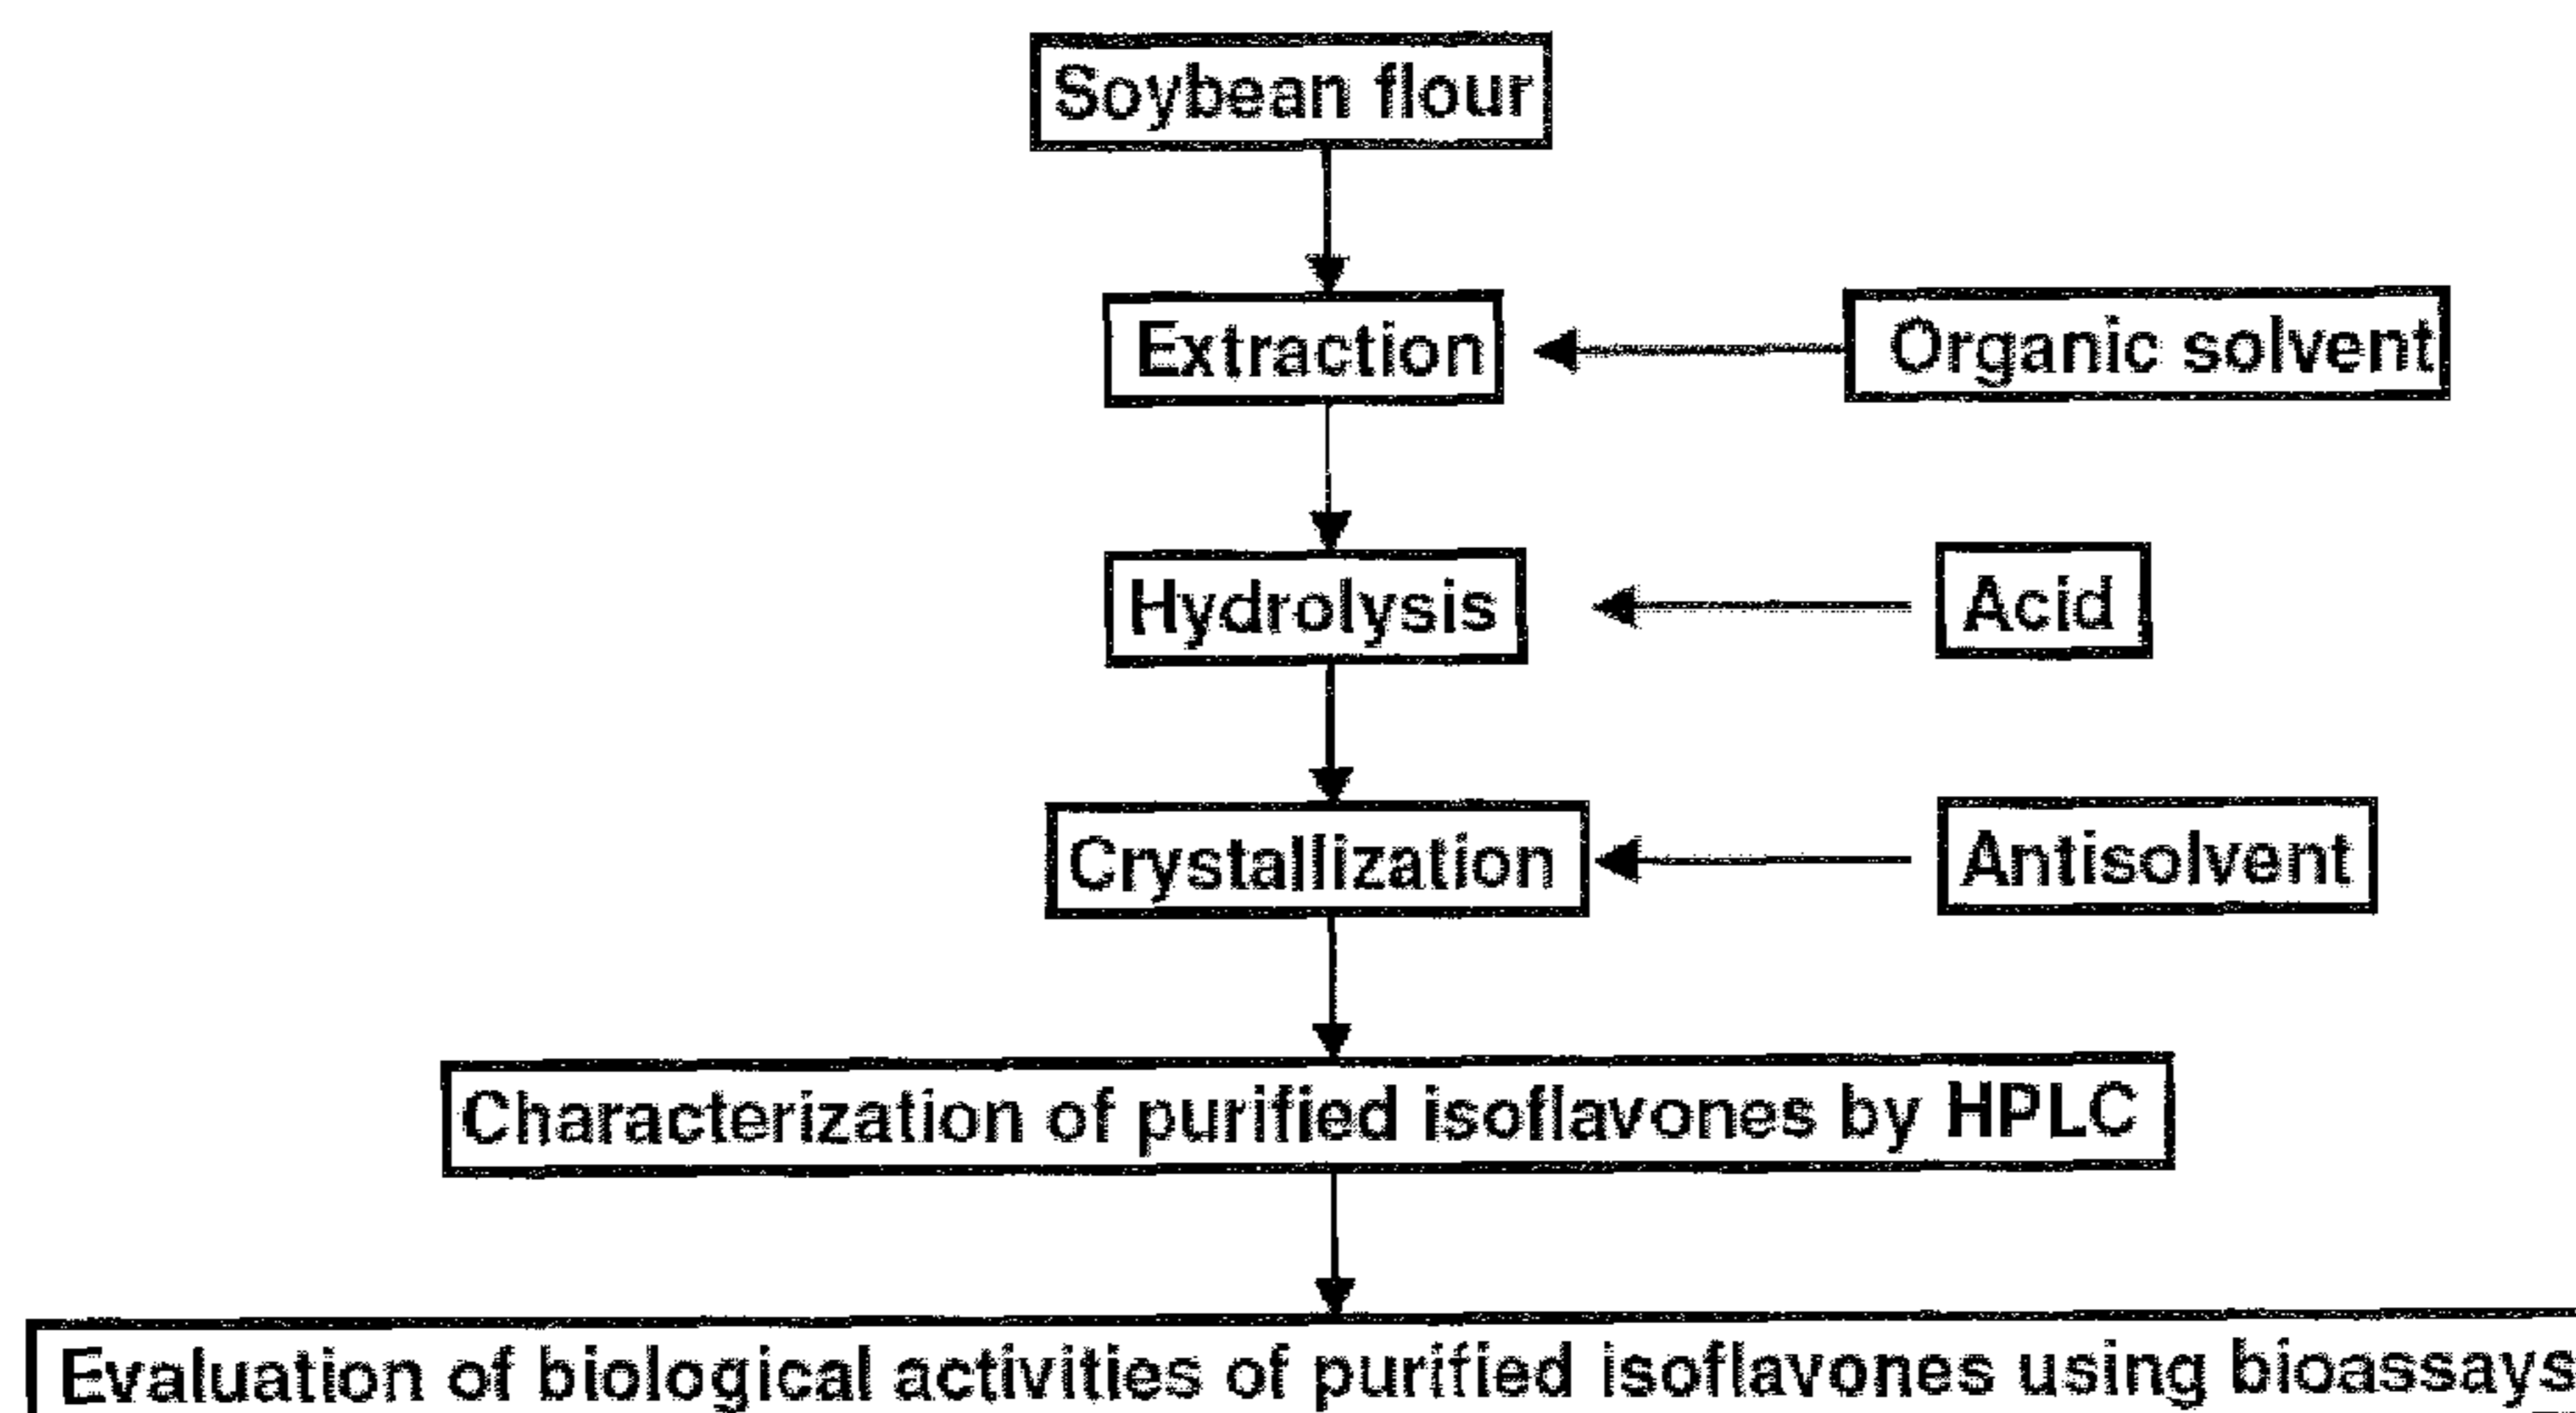 Soybean flour
Extraction
Organic solvent
Hydrolysis
Acid
Crystallization
Antisolvent
Characterization of purified isoflavones by HPLC
Evaluation of biological activities of purified isoflavones using bioassays